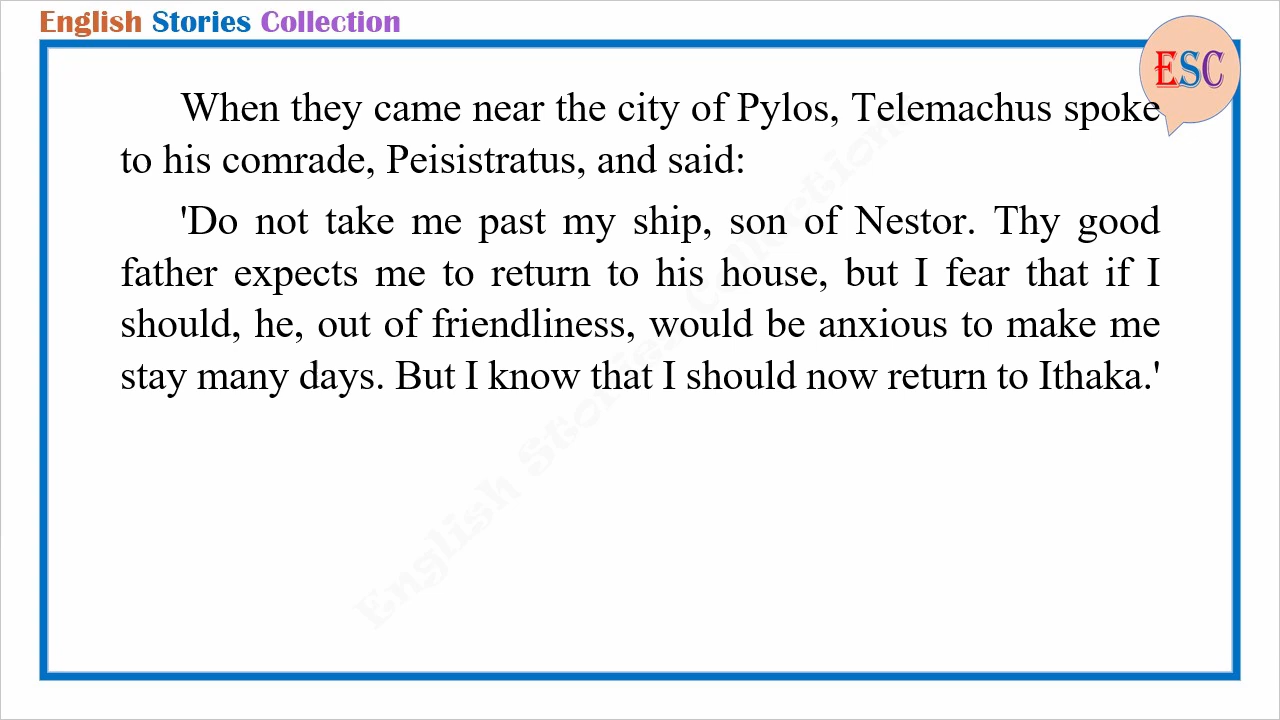 English Stories Collection
ESC
When they came near the city of Pylos, Telemachus spoke
to his comrade, Peisistratus, and said:
'Do not take me past my ship, son of Nestor. Thy good
father expects me to return to his house, but I fear that if I
should, he, out of friendliness, would be anxious to make me
stay many days. But I know that I should now return to Ithaka.'
English Stories Collection